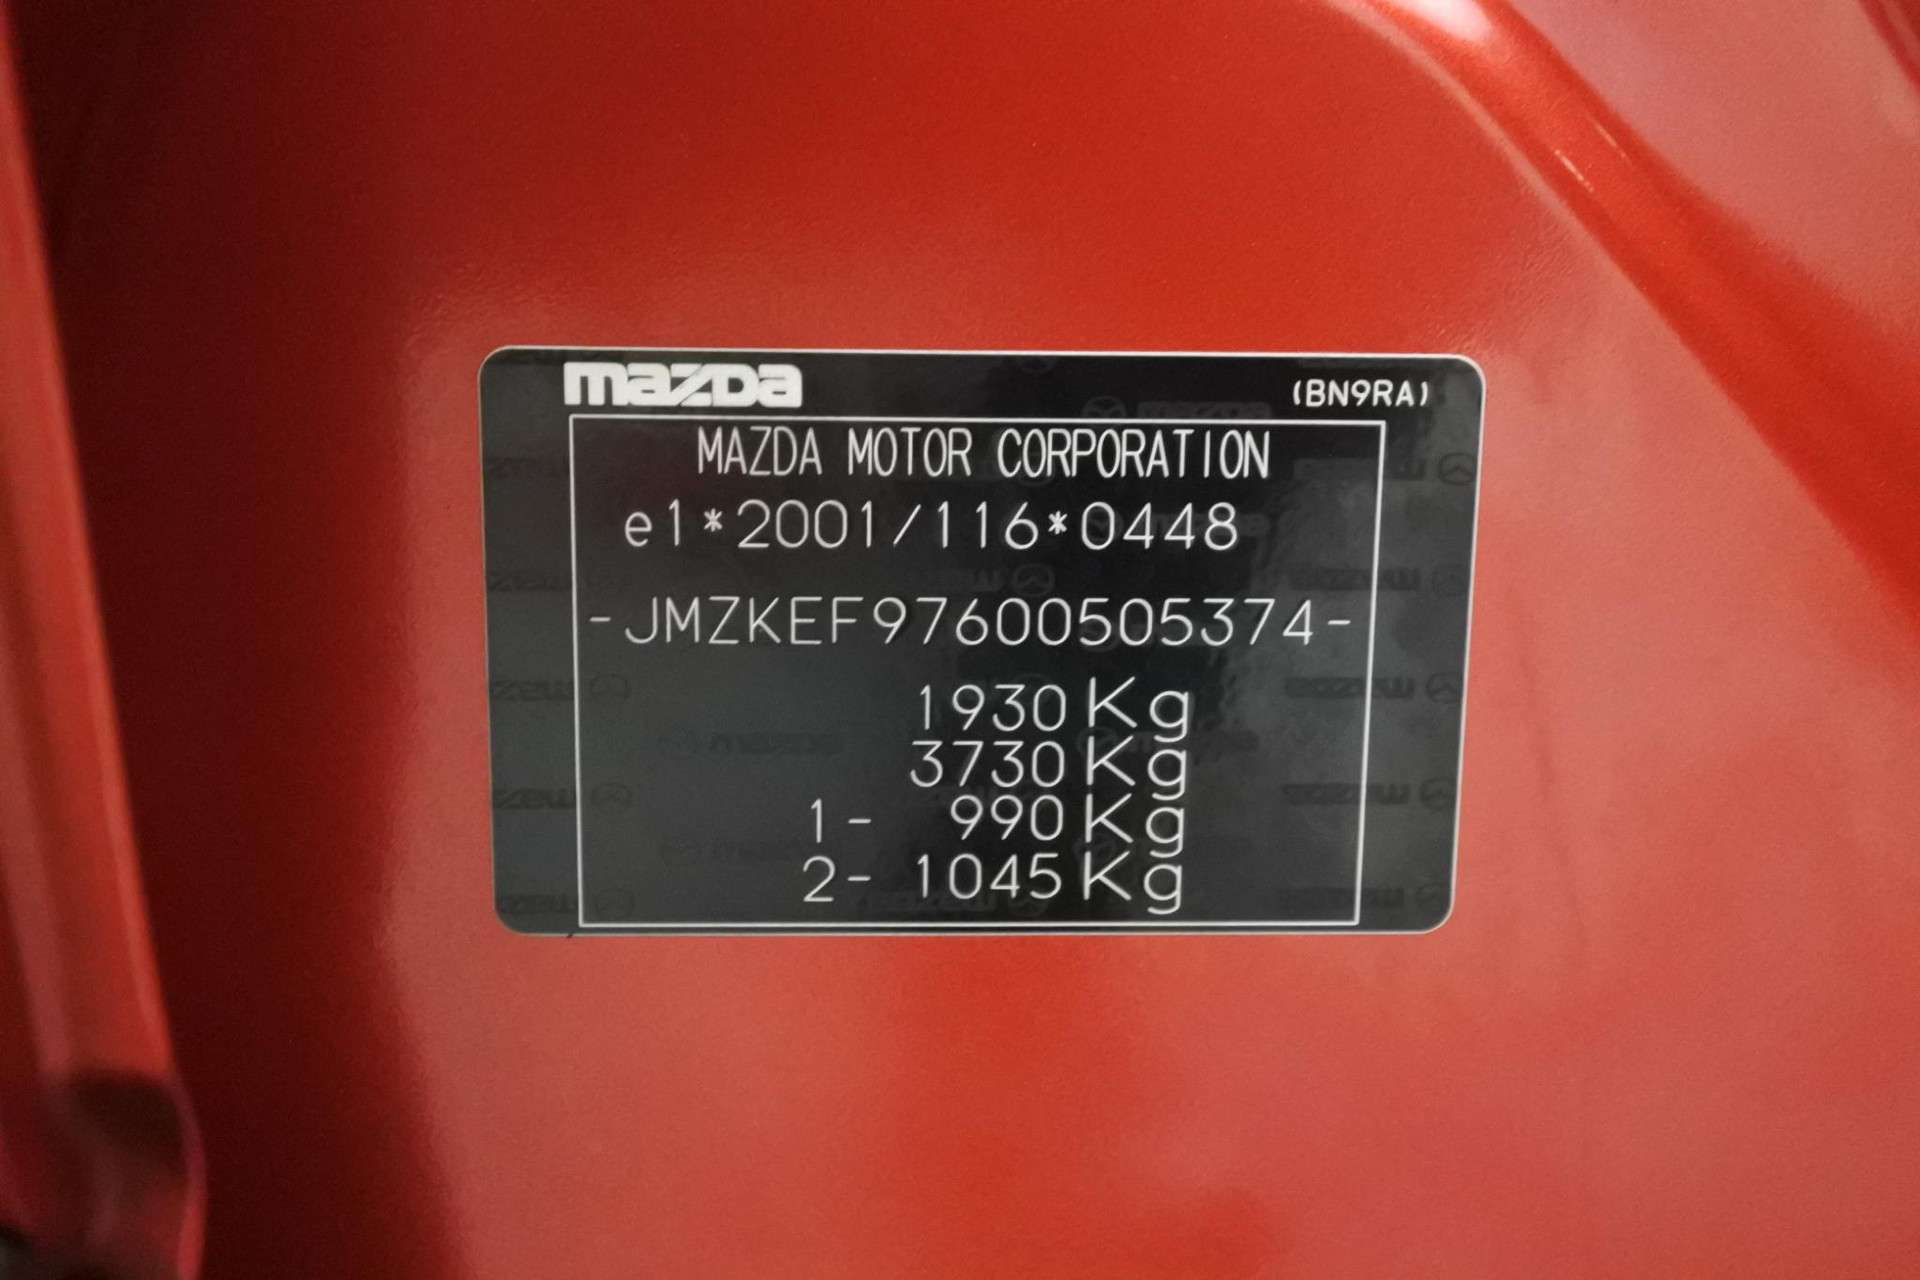 mazda (BN9RA)
MAZDA MOTOR CORPORATION
e1*2001/116*0448
-JMZKEF97600505374-
1930Kg
3730Kg
1- 990Kg
2- 1045Kg